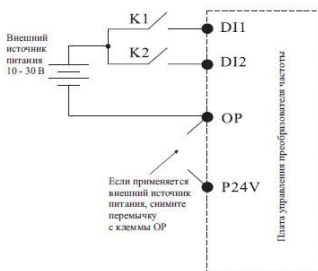 K1
DI1
Внешний
источник
питания
10 - 30 В
K2
DI2
OP
Если применяется
внешний источник
питания, снимите
перемычку
с клеммы OP
P24V
Плата управления преобразователя частоты